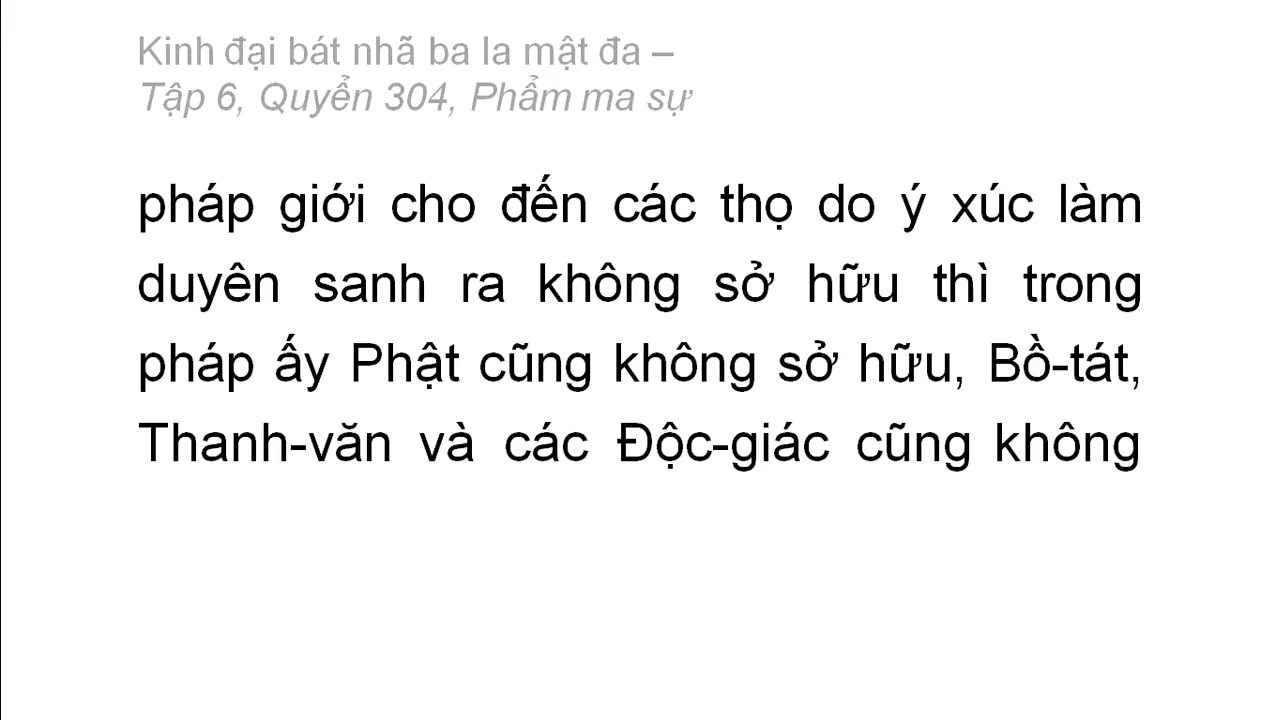 Kinh đại bát nhã ba la mật đa –
Tập 6, Quyển 304, Phẩm ma sự
pháp giới cho đến các thọ do ý xúc làm
duyên sanh ra không sở hữu thì trong
pháp ấy Phật cũng không sở hữu, Bồ-tát,
Thanh-văn và các Độc-giác cũng không